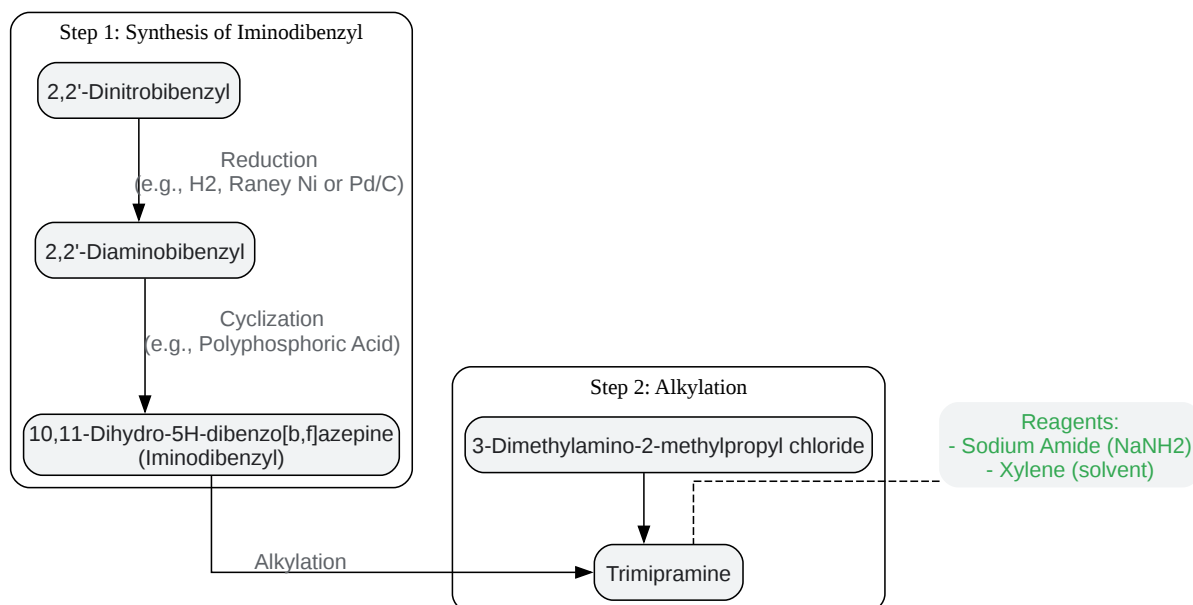 Step 1: Synthesis of Iminodibenzyl
2,2'-Dinitrobibenzyl
Reduction
(e.g., H2, Raney Ni or Pd/C)
2,2'-Diaminobibenzyl
Cyclization
(e.g., Polyphosphoric Acid)
10,11-Dihydro-5H-dibenzo[b,f]azepine
(Iminodibenzyl)
Alkylation
Step 2: Alkylation
3-Dimethylamino-2-methylpropyl chloride
Trimipramine
Reagents:
- Sodium Amide (NaNH2)
- Xylene (solvent)